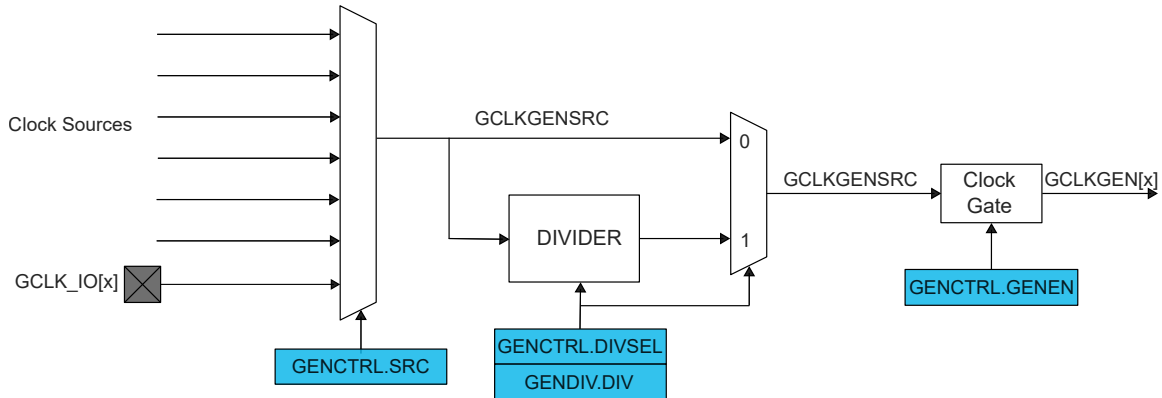 Clock Sources
GCLK_IO[x]
GENCTRL.SRC
GCLKGENSRC
DIVIDER
GENCTRL.DIVSEL
GENDIV.DIV
0
1
GCLKGENSRC
Clock
Gate
GCLKGEN[x]
GENCTRL.GENEN